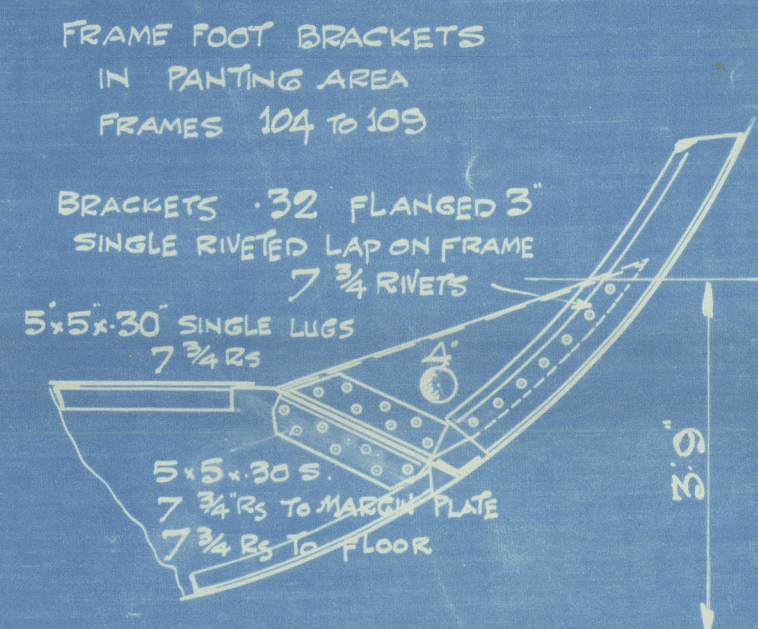 FRAME FOOT BRACKETS
IN PANTING AREA
FRAMES 104 TO 109
BRACKETS .32 FLANGED 3"
SINGLE RIVETED LAP ON FRAME
7 3/4 RIVETS
5"x5"x.30" SINGLE LUGS
7 3/4 RS
4"
3'.9"
5x5x.30 S.
7 3/4" RS TO MARGIN PLATE
7 3/4 RS TO FLOOR